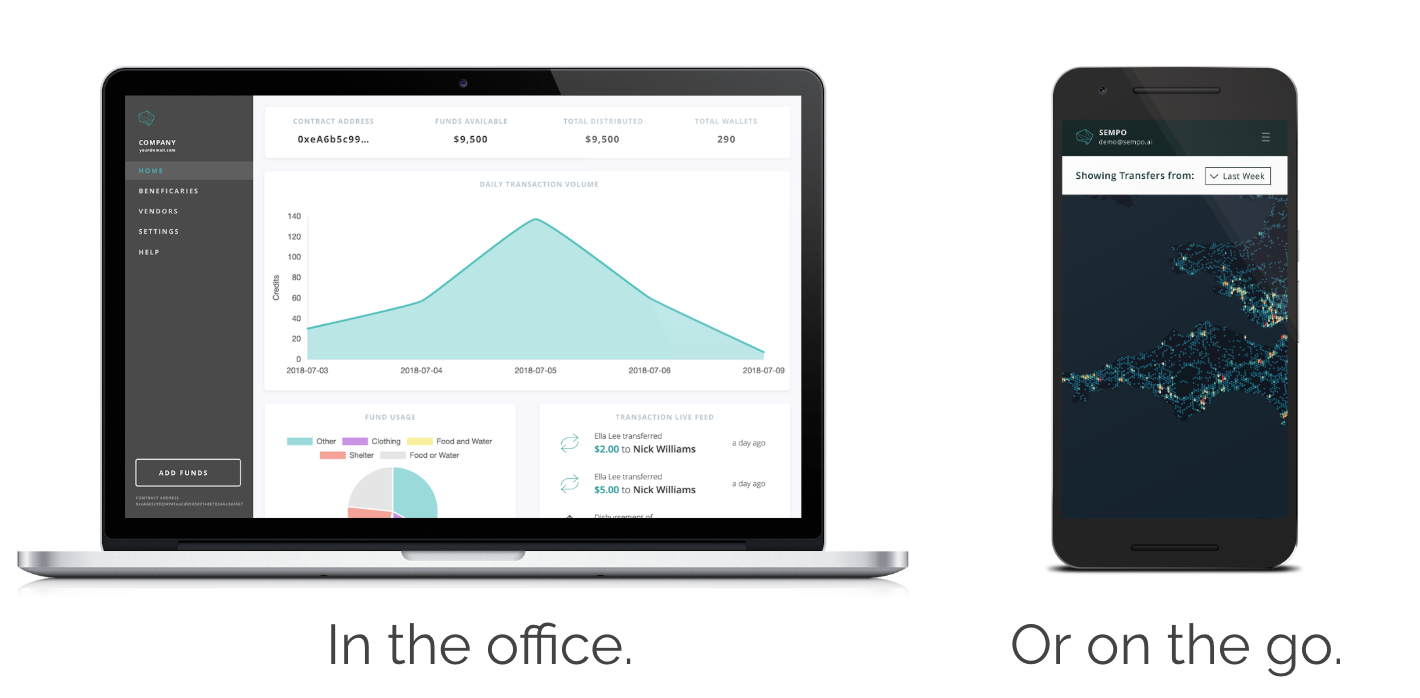 COMPANY
your@email.com
HOME
BENEFICARIES
VENDORS
SETTINGS
HELP
ADD FUNDS
CONTRACT ADDRESS
CONTRACT ADDRESS FUNDS AVAILABLE TOTAL DISTRIBUTED TOTAL WALLETS
0xeA6b5c99... $9,500 $9,500 290
DAILY TRANSACTION VOLUME
140
120
100
80
60
40
20
0
Credits
2018-07-03 2018-07-04 2018-07-05 2018-07-06 2018-07-09
FUND USAGE
Other Clothing Food and Water
Shelter Food or Water
TRANSACTION LIVE FEED
Ella Lee transferred
$2.00 to Nick Williams a day ago
Ella Lee transferred
$5.00 to Nick Williams a day ago
Disbursement of
SEMPO
demo@sempo.ai
Showing Transfers from: Last Week
In the office.
Or on the go.